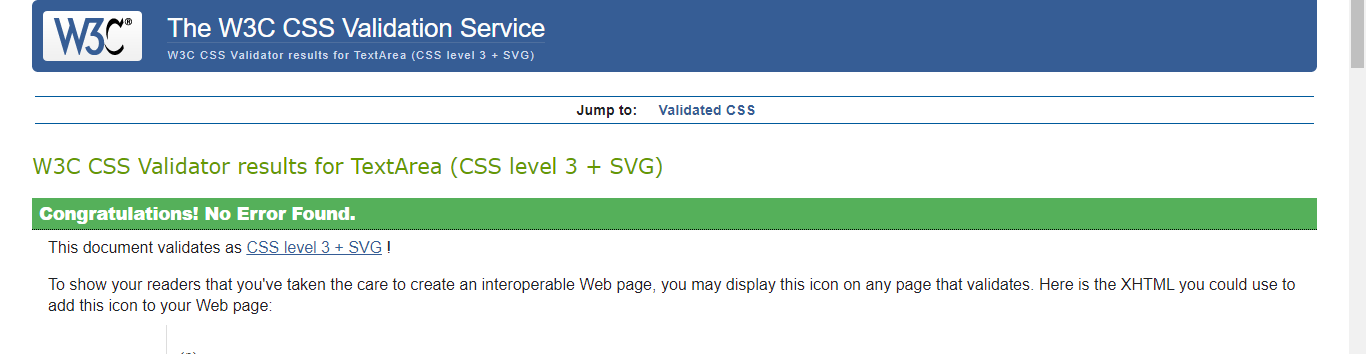 W3C®
The W3C CSS Validation Service
W3C CSS Validator results for TextArea (CSS level 3 + SVG)
Jump to: Validated CSS
W3C CSS Validator results for TextArea (CSS level 3 + SVG)
Congratulations! No Error Found.
This document validates as CSS level 3 + SVG !
To show your readers that you've taken the care to create an interoperable Web page, you may display this icon on any page that validates. Here is the XHTML you could use to
add this icon to your Web page: